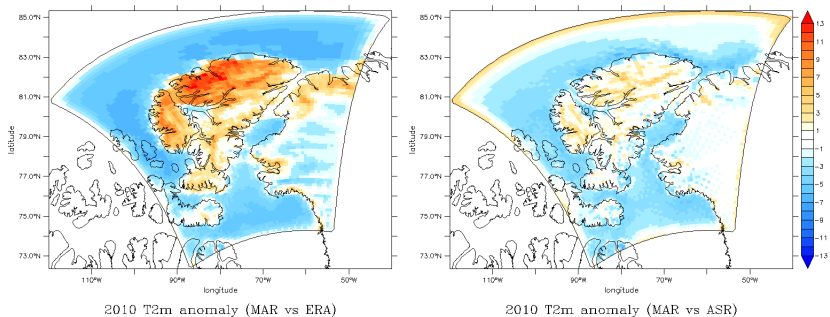 85.0°N
83.0°N
81.0°N
79.0°N
77.0°N
75.0°N
73.0°N
latitude
110°W 90°W 70°W 50°W
longitude
2010 T2m anomaly (MAR vs ERA)
85.0°N
83.0°N
81.0°N
79.0°N
77.0°N
75.0°N
73.0°N
latitude
110°W 90°W 70°W 50°W
longitude
2010 T2m anomaly (MAR vs ASR)
13
11
9
7
5
3
1
-1
-3
-5
-7
-9
-11
-13